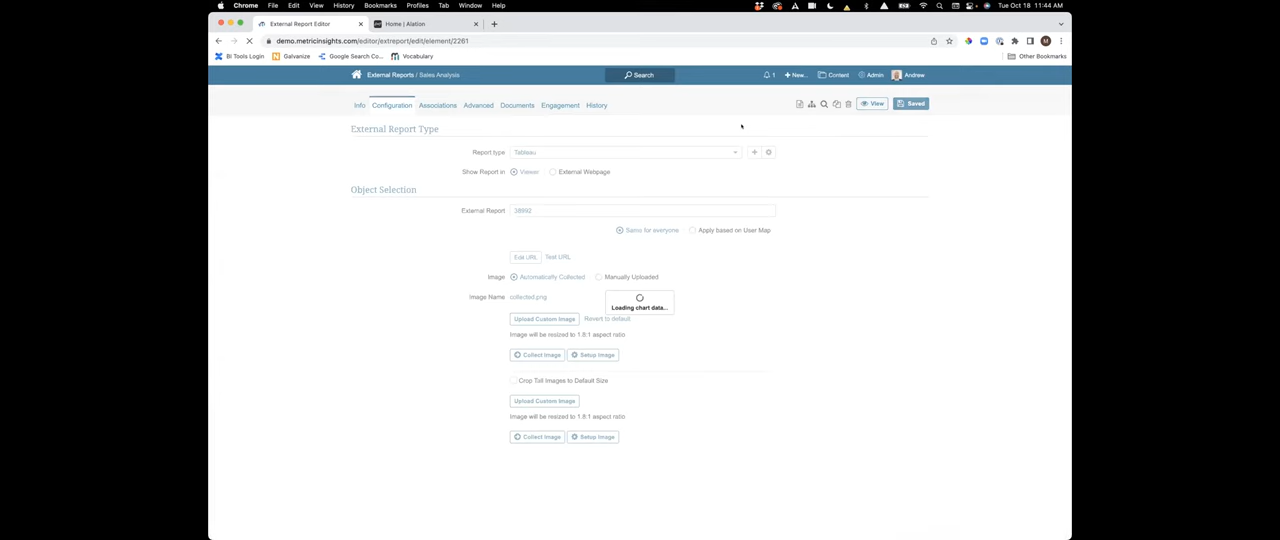 Chrome File Edit View History Bookmarks Profiles Tab Window Help Tue Oct 18 11:44 AM
External Report Editor Home | Alation
demo.metricinsights.com/editor/extreport/edit/element/2261
BI Tools Login Galvanize Google Search Co... Vocabulary Other Bookmarks
External Reports / Sales Analysis Search 1 + New... Content Admin Andrew
Info Configuration Associations Advanced Documents Engagement History View Saved
External Report Type
Report type Tableau
Show Report in Viewer External Webpage
Object Selection
External Report 38992
Same for everyone Apply based on User Map
Edit URL Test URL
Image Automatically Collected Manually Uploaded
Image Name collected.png
Loading chart data...
Upload Custom Image Revert to default
Image will be resized to 1.8:1 aspect ratio
Collect Image Setup Image
Crop Tall Images to Default Size
Upload Custom Image
Image will be resized to 1.8:1 aspect ratio
Collect Image Setup Image